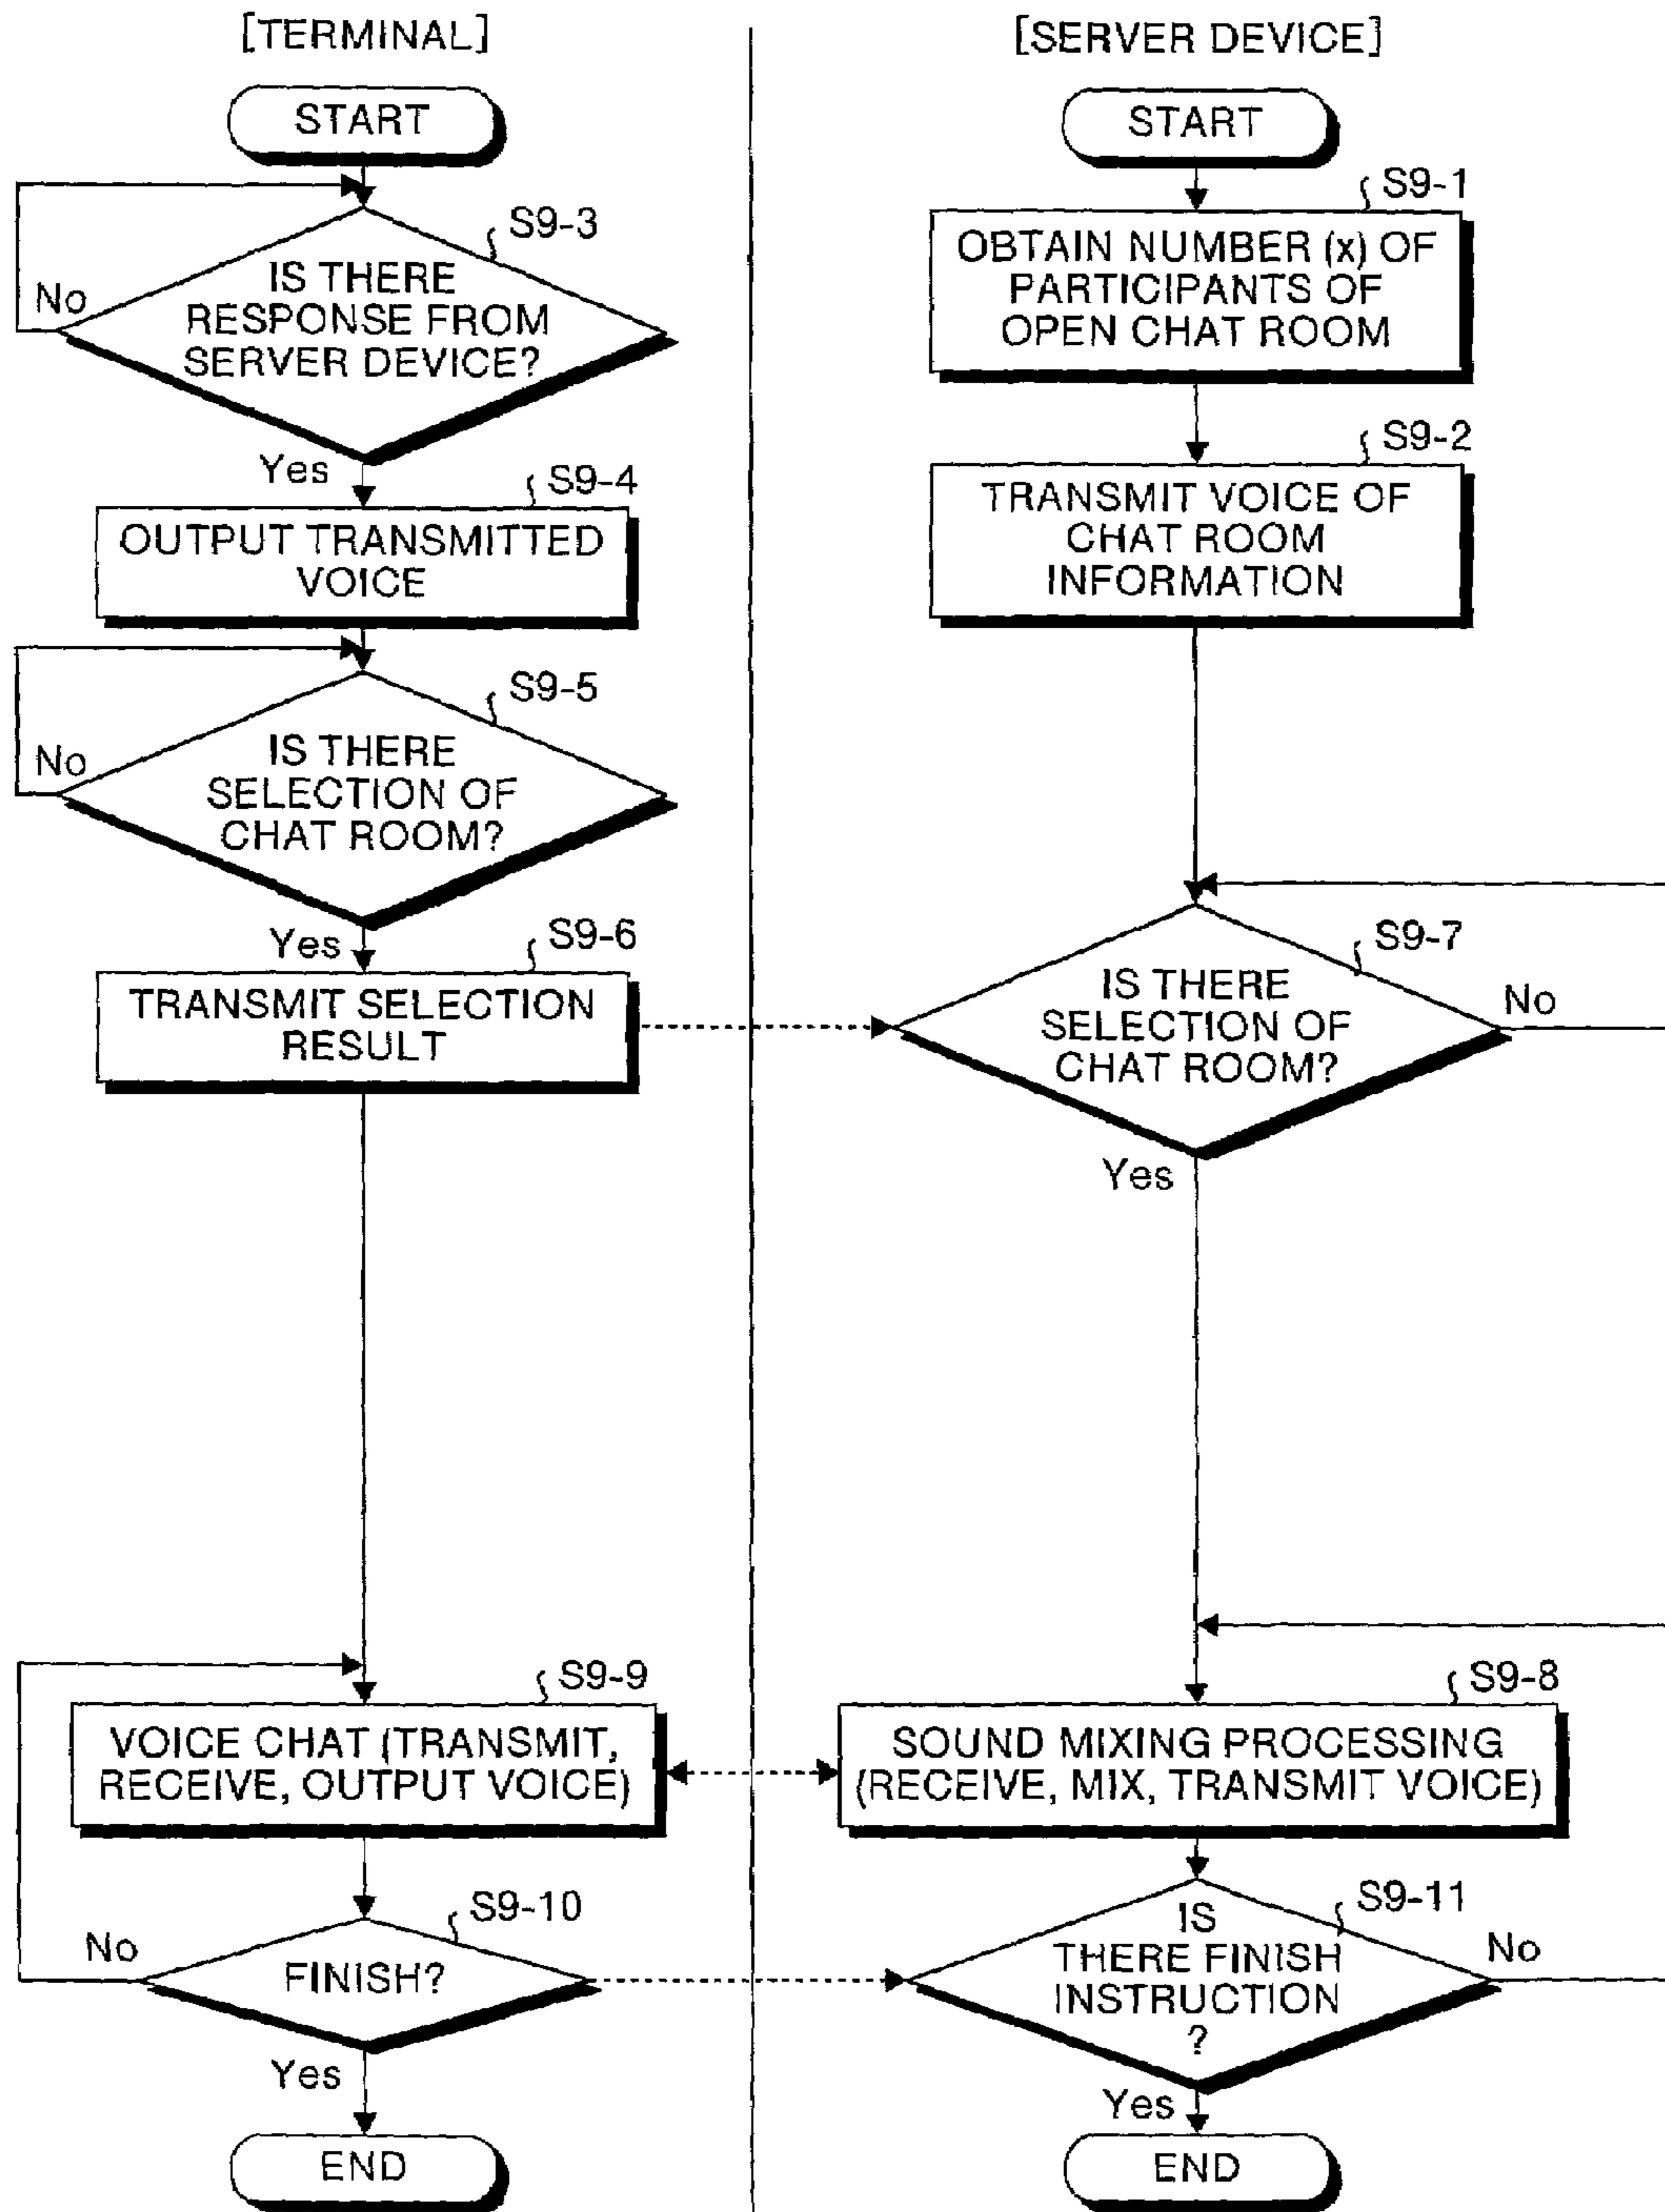 [TERMINAL]
START
S9-3
IS THERE
RESPONSE FROM
SERVER DEVICE?
No
Yes
S9-4
OUTPUT TRANSMITTED
VOICE
S9-5
IS THERE
SELECTION OF
CHAT ROOM?
No
Yes
S9-6
TRANSMIT SELECTION
RESULT
S9-9
VOICE CHAT (TRANSMIT,
RECEIVE, OUTPUT VOICE)
S9-10
FINISH?
No
Yes
END
[SERVER DEVICE]
START
S9-1
OBTAIN NUMBER (x) OF
PARTICIPANTS OF
OPEN CHAT ROOM
S9-2
TRANSMIT VOICE OF
CHAT ROOM
INFORMATION
S9-7
IS THERE
SELECTION OF
CHAT ROOM?
No
Yes
S9-8
SOUND MIXING PROCESSING
(RECEIVE, MIX, TRANSMIT VOICE)
S9-11
IS
THERE FINISH
INSTRUCTION
?
No
Yes
END